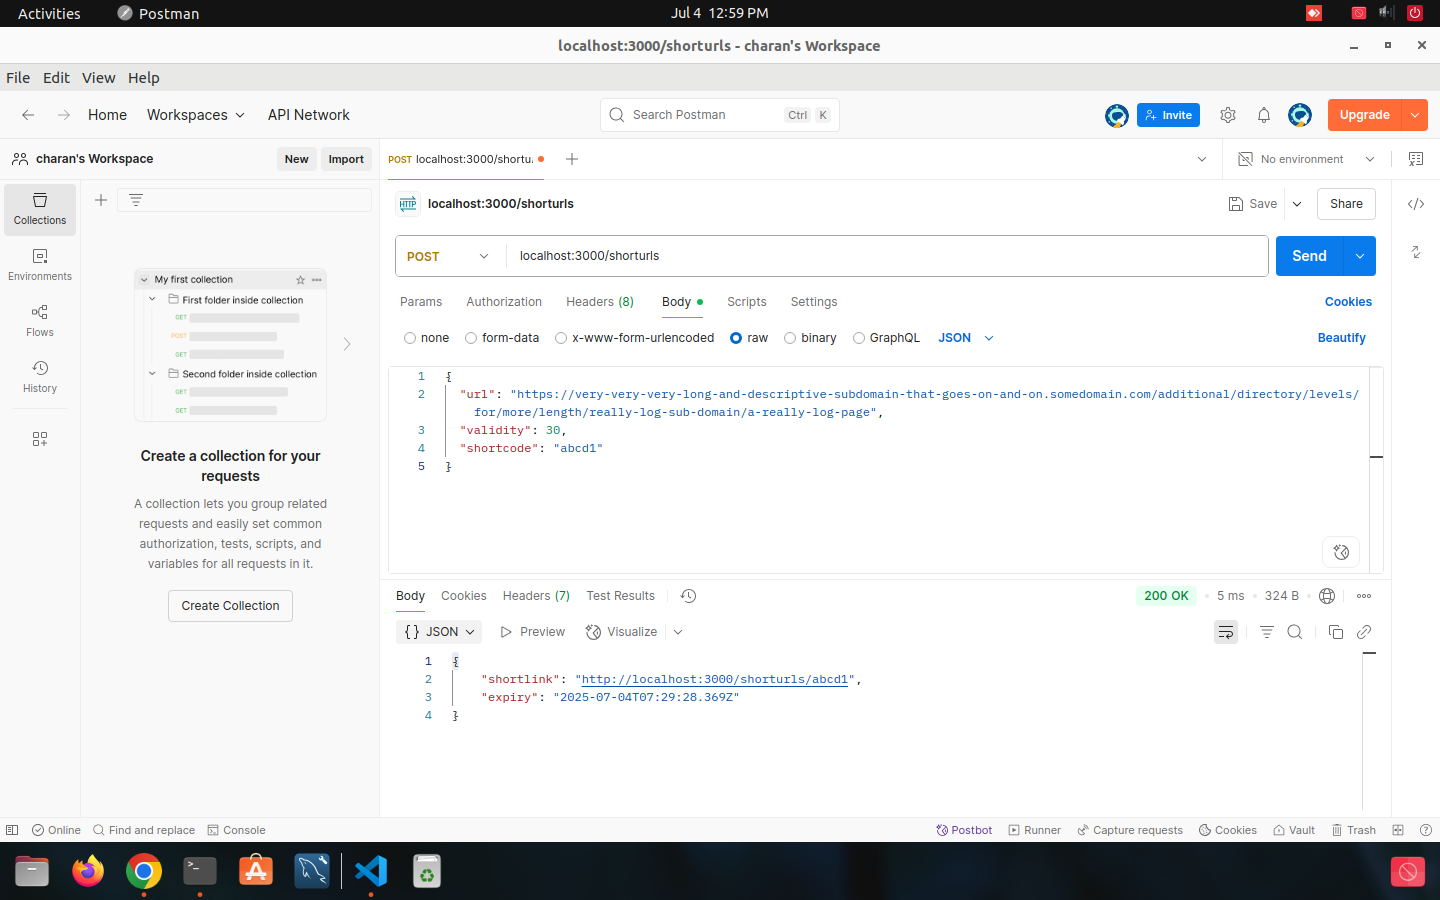 Activities Postman Jul 4 12:59 PM
localhost:3000/shorturls - charan's Workspace
File Edit View Help
Home Workspaces API Network Search Postman Ctrl K Invite Upgrade
charan's Workspace New Import POST localhost:3000/shortu. No environment
Collections
Environments
Flows
History
My first collection
First folder inside collection
GET
POST
GET
Second folder inside collection
GET
GET
Create a collection for your
requests
A collection lets you group related
requests and easily set common
authorization, tests, scripts, and
variables for all requests in it.
Create Collection
HTTP localhost:3000/shorturls Save Share
POST localhost:3000/shorturls Send
Params Authorization Headers (8) Body Scripts Settings Cookies
none form-data x-www-form-urlencoded raw binary GraphQL JSON Beautify
1 {
2 "url": "https://very-very-very-long-and-descriptive-subdomain-that-goes-on-and-on.somedomain.com/additional/directory/levels/
for/more/length/really-log-sub-domain/a-really-log-page",
3 "validity": 30,
4 "shortcode": "abcd1"
5 }
Body Cookies Headers (7) Test Results 200 OK 5 ms 324 B
{} JSON Preview Visualize
1 {
2 "shortlink": "http://localhost:3000/shorturls/abcd1",
3 "expiry": "2025-07-04T07:29:28.369Z"
4 }
Online Find and replace Console Postbot Runner Capture requests Cookies Vault Trash